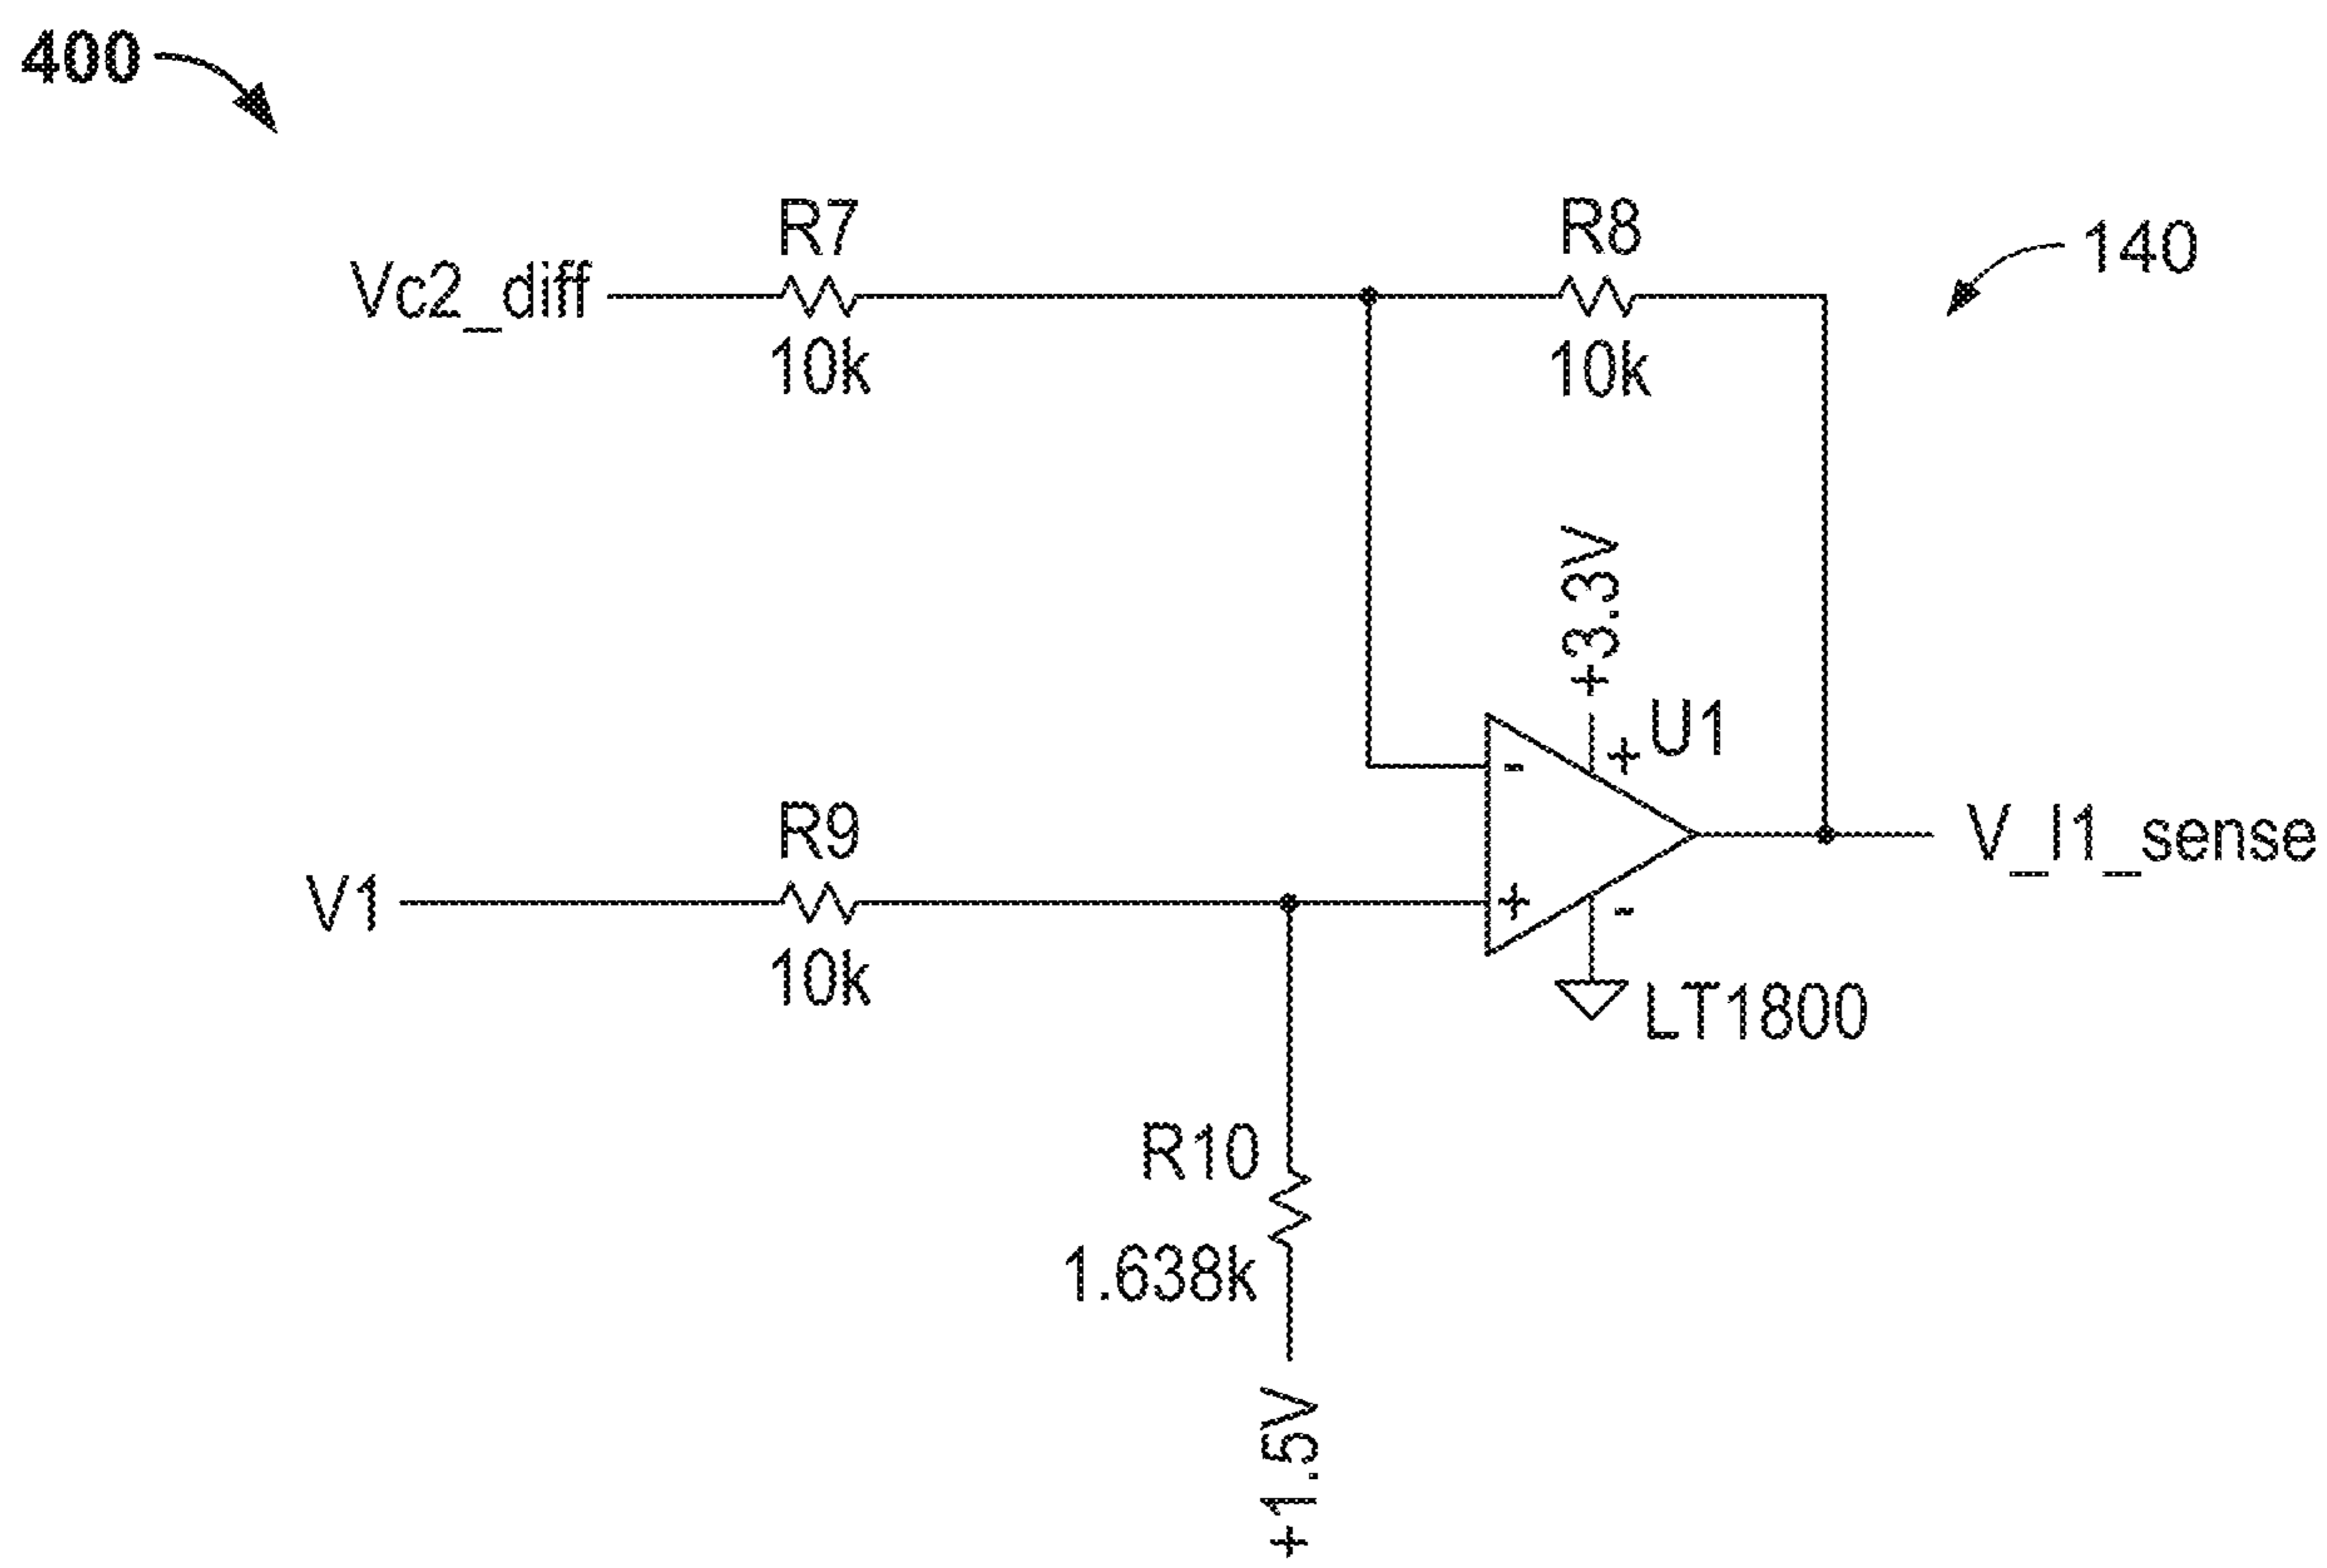 400
R7
R8
140
Vc2_diff
10k
10k
+3.3V
+
U1
-
R9
V_I1_sense
V1
+
-
10k
LT1800
R10
1.638k
+1.5V